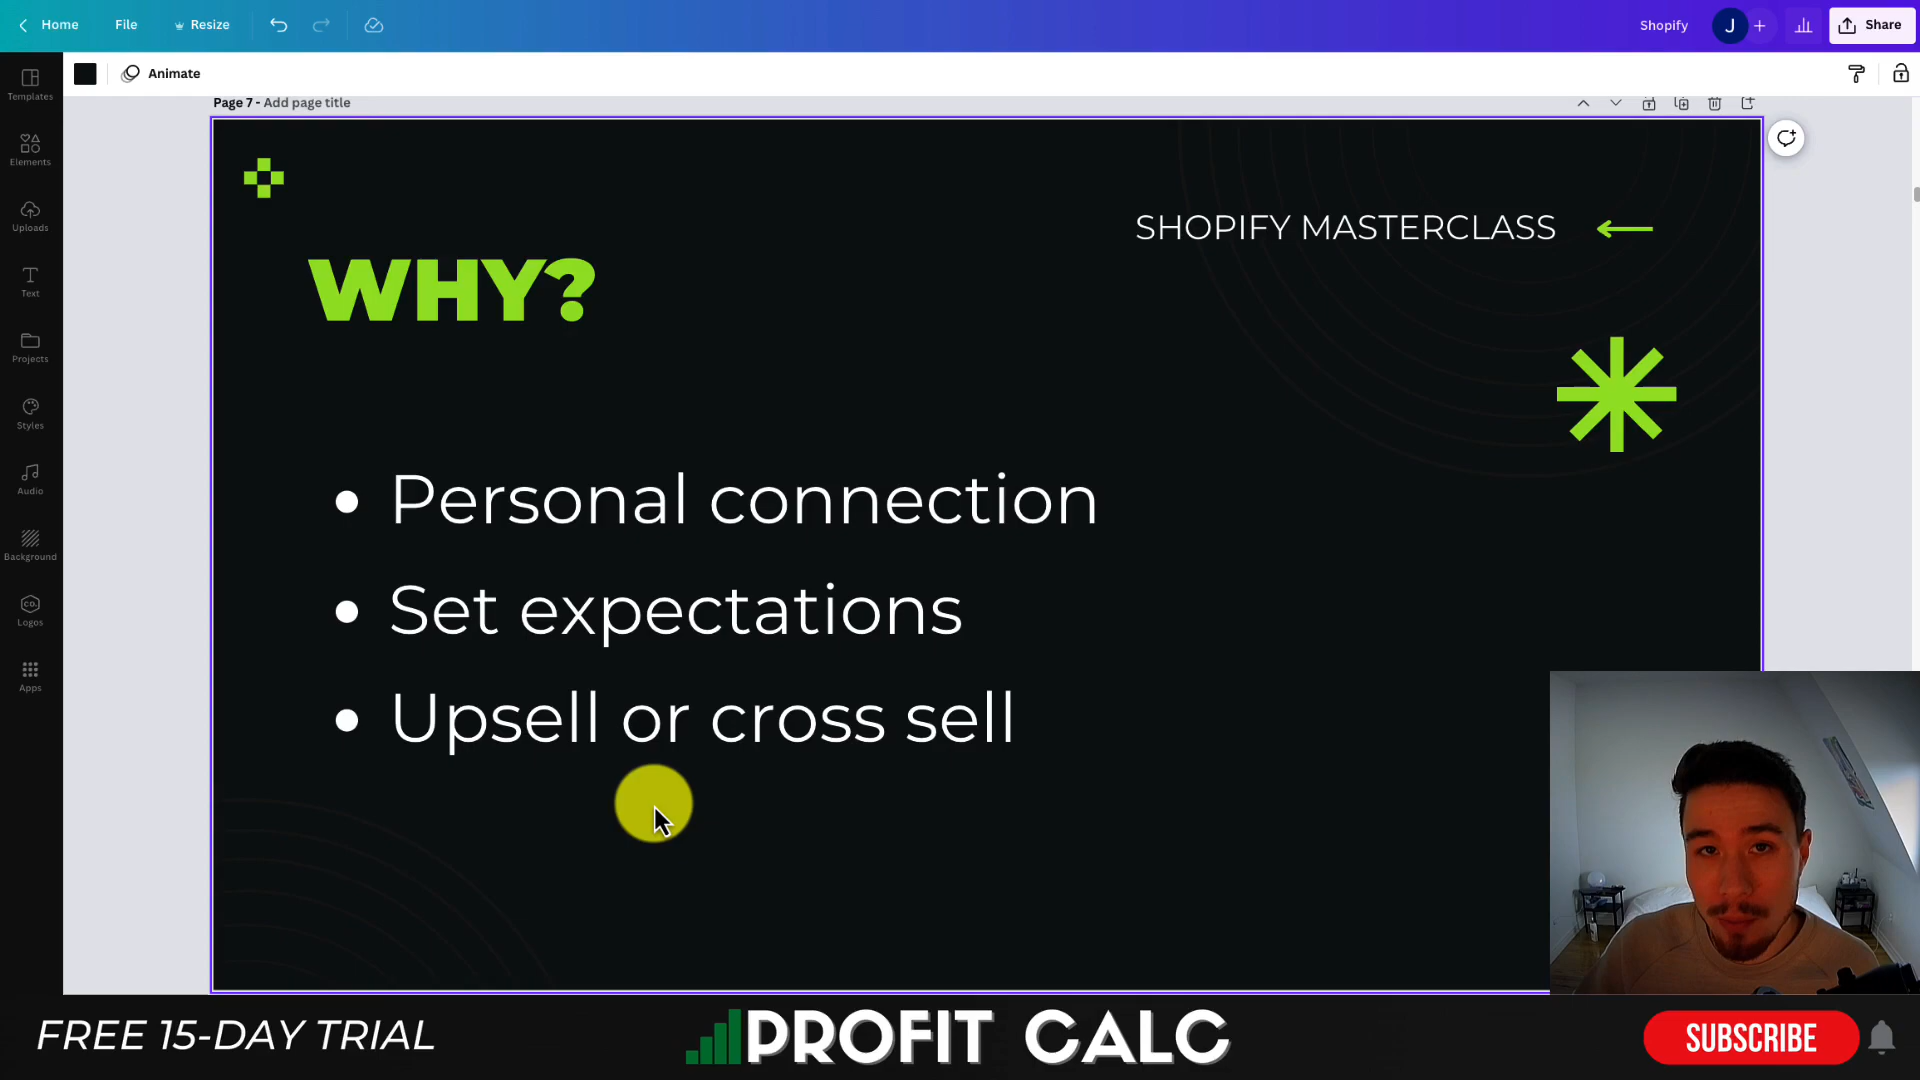 Home File Resize Shopify J Share
Animate
Page 7 - Add page title
Templates
Elements
Uploads
Text
Projects
Styles
Audio
Background
CO.
Logos
Apps
SHOPIFY MASTERCLASS
WHY?
• Personal connection
• Set expectations
• Upsell or cross sell
FREE 15-DAY TRIAL PROFIT CALC SUBSCRIBE